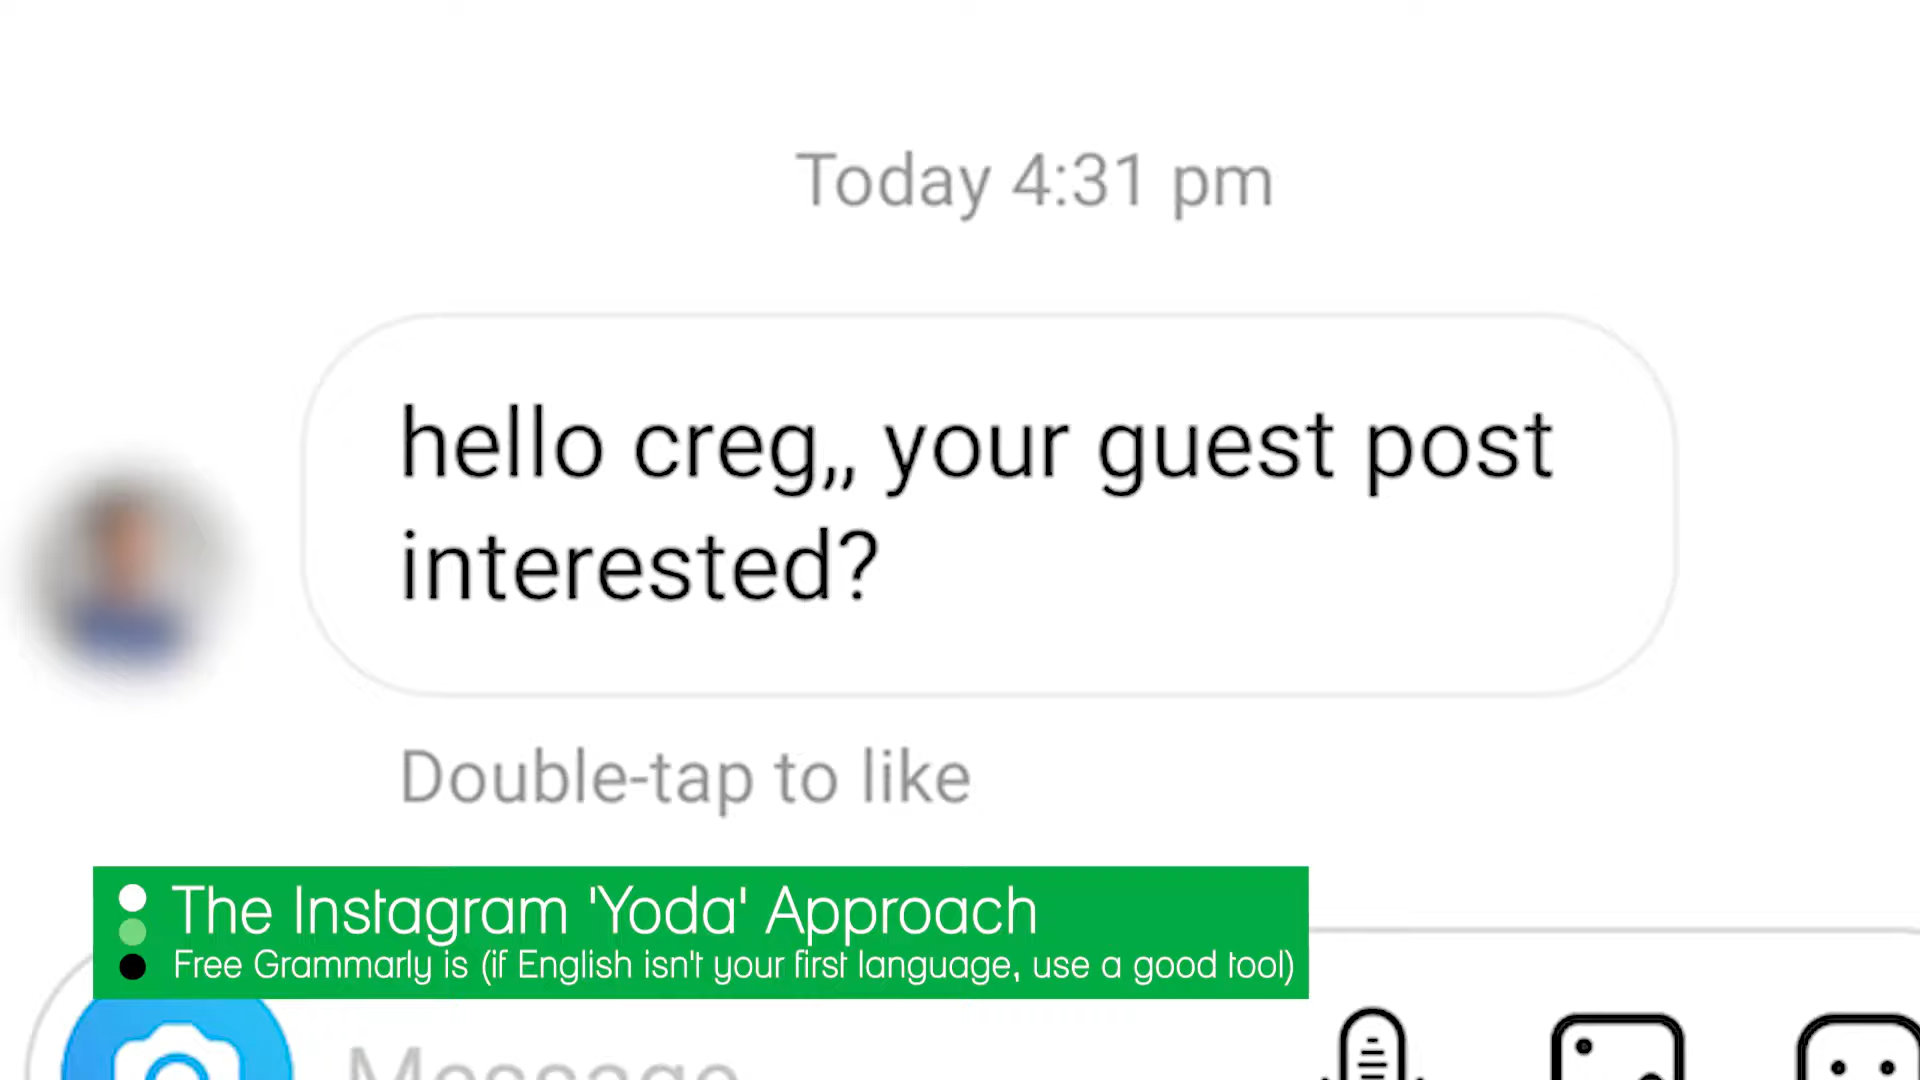 Today 4:31 pm
hello creg,, your guest post
interested?
Double-tap to like
The Instagram 'Yoda' Approach
Free Grammarly is (if English isn't your first language, use a good tool)
Message